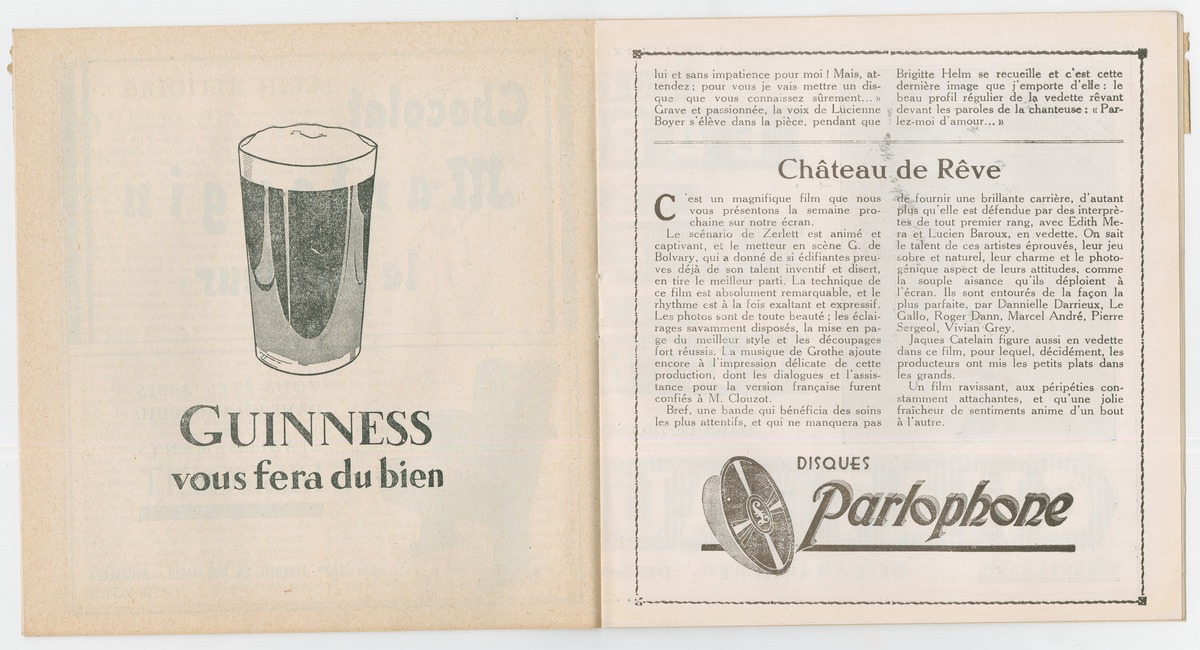 GUINNESS
vous fera du bien
lui et sans impatience pour moi ! Mais, at-
tendez ; pour vous je vais mettre un dis-
que que vous connaissez sûrement... »
Grave et passionnée, la voix de Lucienne
Boyer s'élève dans la pièce, pendant que
Brigitte Helm se recueille et c'est cette
dernière image que j'emporte d'elle : le
beau profil régulier de la vedette rêvant
devant les paroles de la chanteuse : « Par-
lez-moi d'amour... »
Château de Rêve
C'est un magnifique film que nous
vous présentons la semaine pro-
chaine sur notre écran.
Le scénario de Zerlett est animé et
captivant, et le metteur en scène G. de
Bolvary, qui a donné de si édifiantes preu-
ves déjà de son talent inventif et disert,
en tire le meilleur parti. La technique de
ce film est absolument remarquable, et le
rhythme est à la fois exaltant et expressif.
Les photos sont de toute beauté ; les éclai-
rages savamment disposés, la mise en pa-
ge du meilleur style et les découpages
fort réussis. La musique de Grothe ajoute
encore à l'impression délicate de cette
production, dont les dialogues et l'assis-
tance pour la version française furent
confiés à M. Clouzot.
Bref, une bande qui bénéficia des soins
les plus attentifs, et qui ne manquera pas
de fournir une brillante carrière, d'autant
plus qu'elle est défendue par des interprè-
tes de tout premier rang, avec Edith Me-
ra et Lucien Baroux, en vedette. On sait
le talent de ces artistes éprouvés, leur jeu
sobre et naturel, leur charme et le photo-
génique aspect de leurs attitudes, comme
la souple aisance qu'ils déploient à
l'écran. Ils sont entourés de la façon la
plus parfaite, par Dannielle Darrieux, Le
Gallo, Roger Dann, Marcel André, Pierre
Sergeol, Vivian Grey.
Jaques Catelain figure aussi en vedette
dans ce film, pour lequel, décidément, les
producteurs ont mis les petits plats dans
les grands.
Un film ravissant, aux péripéties con-
stamment attachantes, et qu'une jolie
fraîcheur de sentiments anime d'un bout
à l'autre.
DISQUES
Parlophone